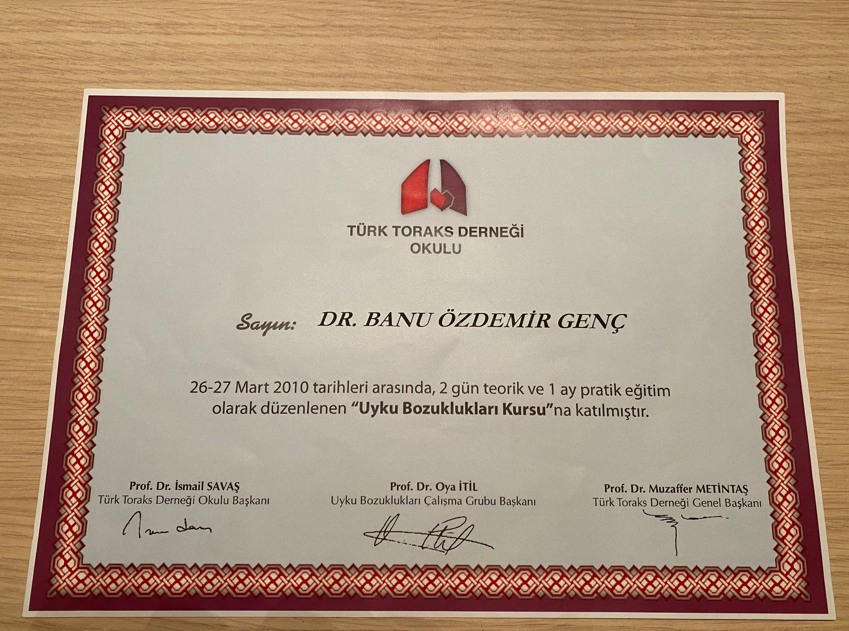 TÜRK TORAKS DERNEĞİ
OKULU
Sayın: DR. BANU ÖZDEMİR GENÇ
26-27 Mart 2010 tarihleri arasında, 2 gün teorik ve 1 ay pratik eğitim
olarak düzenlenen “Uyku Bozuklukları Kursu”na katılmıştır.
Prof. Dr. İsmail SAVAŞ
Türk Toraks Derneği Okulu Başkanı
Prof. Dr. Oya İTİL
Uyku Bozuklukları Çalışma Grubu Başkanı
Prof. Dr. Muzaffer METİNTAŞ
Türk Toraks Derneği Genel Başkanı